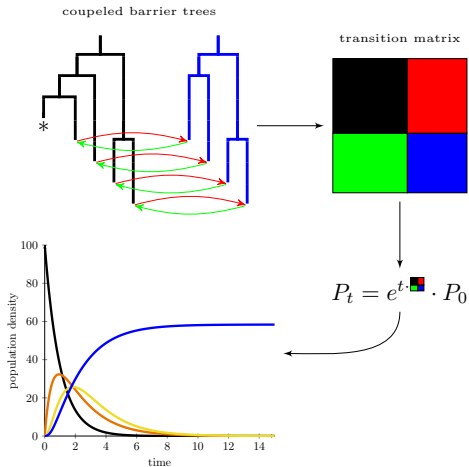 coupeled barrier trees
transition matrix
*
P_t = e^{t·} · P_0
100
80
60
40
20
0
population density
0 2 4 6 8 10 12 14
time